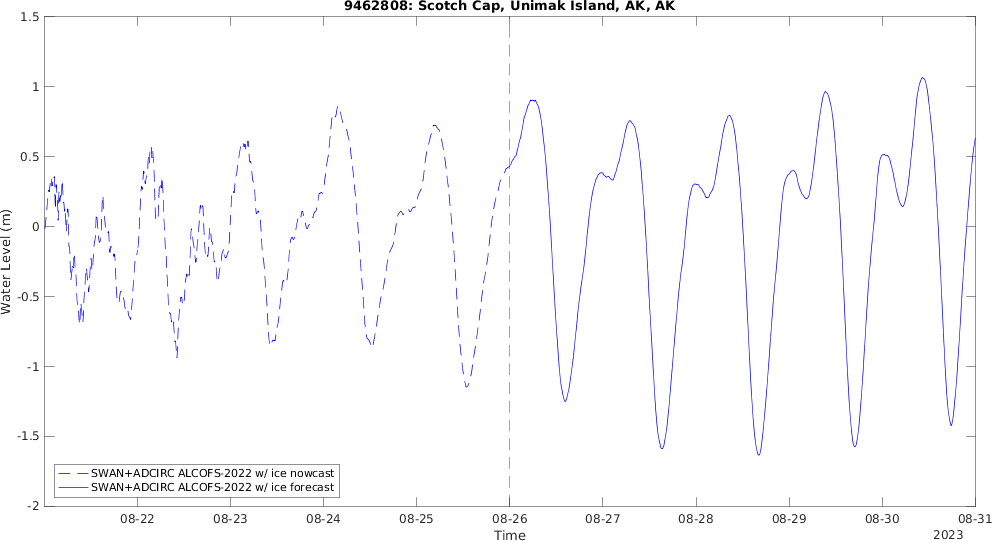 9462808: Scotch Cap, Unimak Island, AK, AK
1.5
1
0.5
0
-0.5
-1
-1.5
-2
Water Level (m)
SWAN+ADCIRC ALCOFS-2022 w/ ice nowcast
SWAN+ADCIRC ALCOFS-2022 w/ ice forecast
08-22 08-23 08-24 08-25 08-26 08-27 08-28 08-29 08-30 08-31
Time
2023